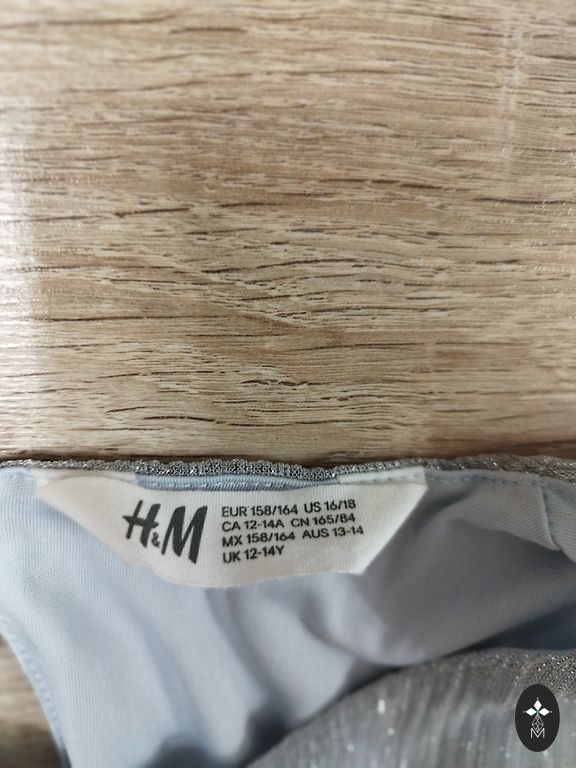 H&M
EUR 158/164 US 16/18
CA 12-14A CN 165/84
MX 158/164 AUS 13-14
UK 12-14Y
M